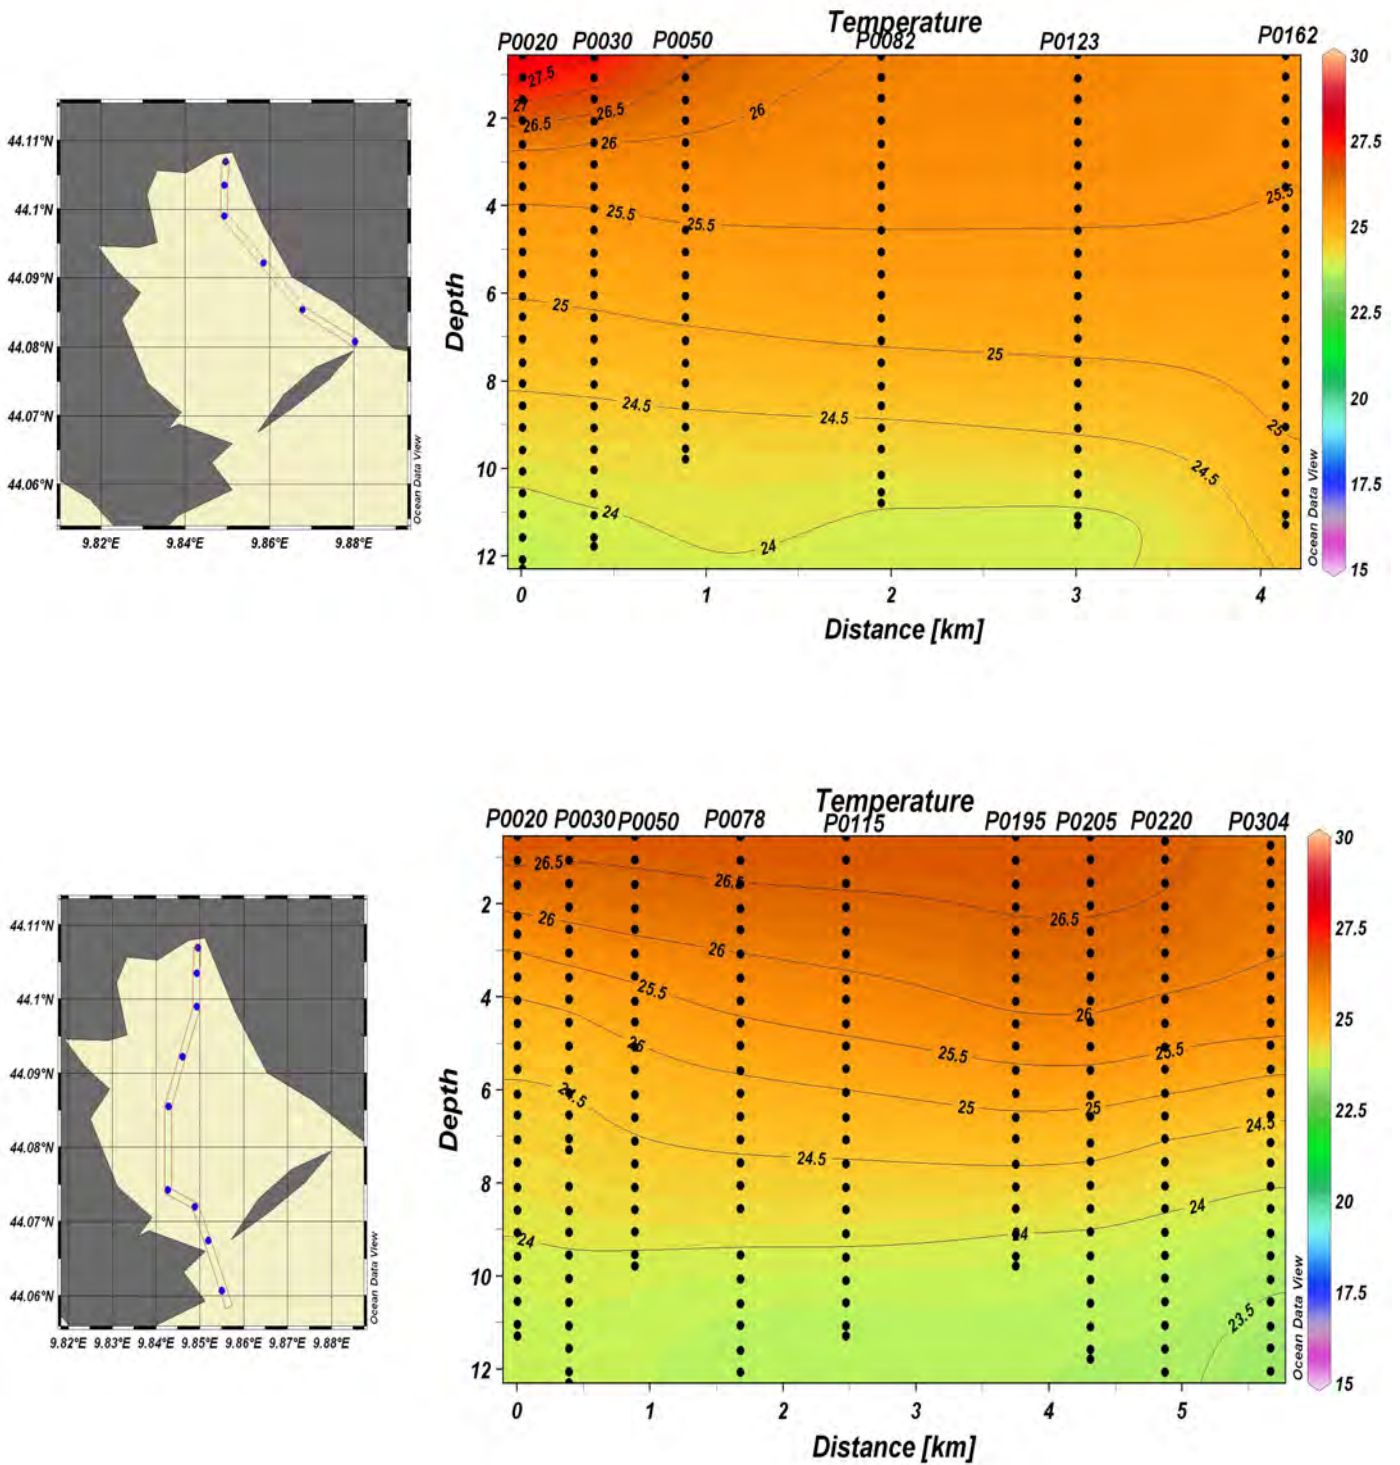 Temperature
P0020 P0030 P0050 P0082 P0123 P0162
44.11°N
44.1°N
44.09°N
44.08°N
44.07°N
44.06°N
9.82°E 9.84°E 9.86°E 9.88°E
Ocean Data View
Depth
2
4
6
8
10
12
27.5
27
26.5
26.5
26
26
25.5
25.5
25.5
25
25
25
24.5
24.5
24.5
24
24
0 1 2 3 4
Distance [km]
Ocean Data View
30
27.5
25
22.5
20
17.5
15
Temperature
P0020 P0030 P0050 P0078 P0115 P0195 P0205 P0220 P0304
44.11°N
44.1°N
44.09°N
44.08°N
44.07°N
44.06°N
9.82°E 9.83°E 9.84°E 9.85°E 9.86°E 9.87°E 9.88°E
Ocean Data View
Depth
2
4
6
8
10
12
26.5
26.5
26.5
26
26
26
25.5
25.5
25.5
25
25
25
24.5
24.5
24.5
24
24
24
23.5
0 1 2 3 4 5
Distance [km]
Ocean Data View
30
27.5
25
22.5
20
17.5
15